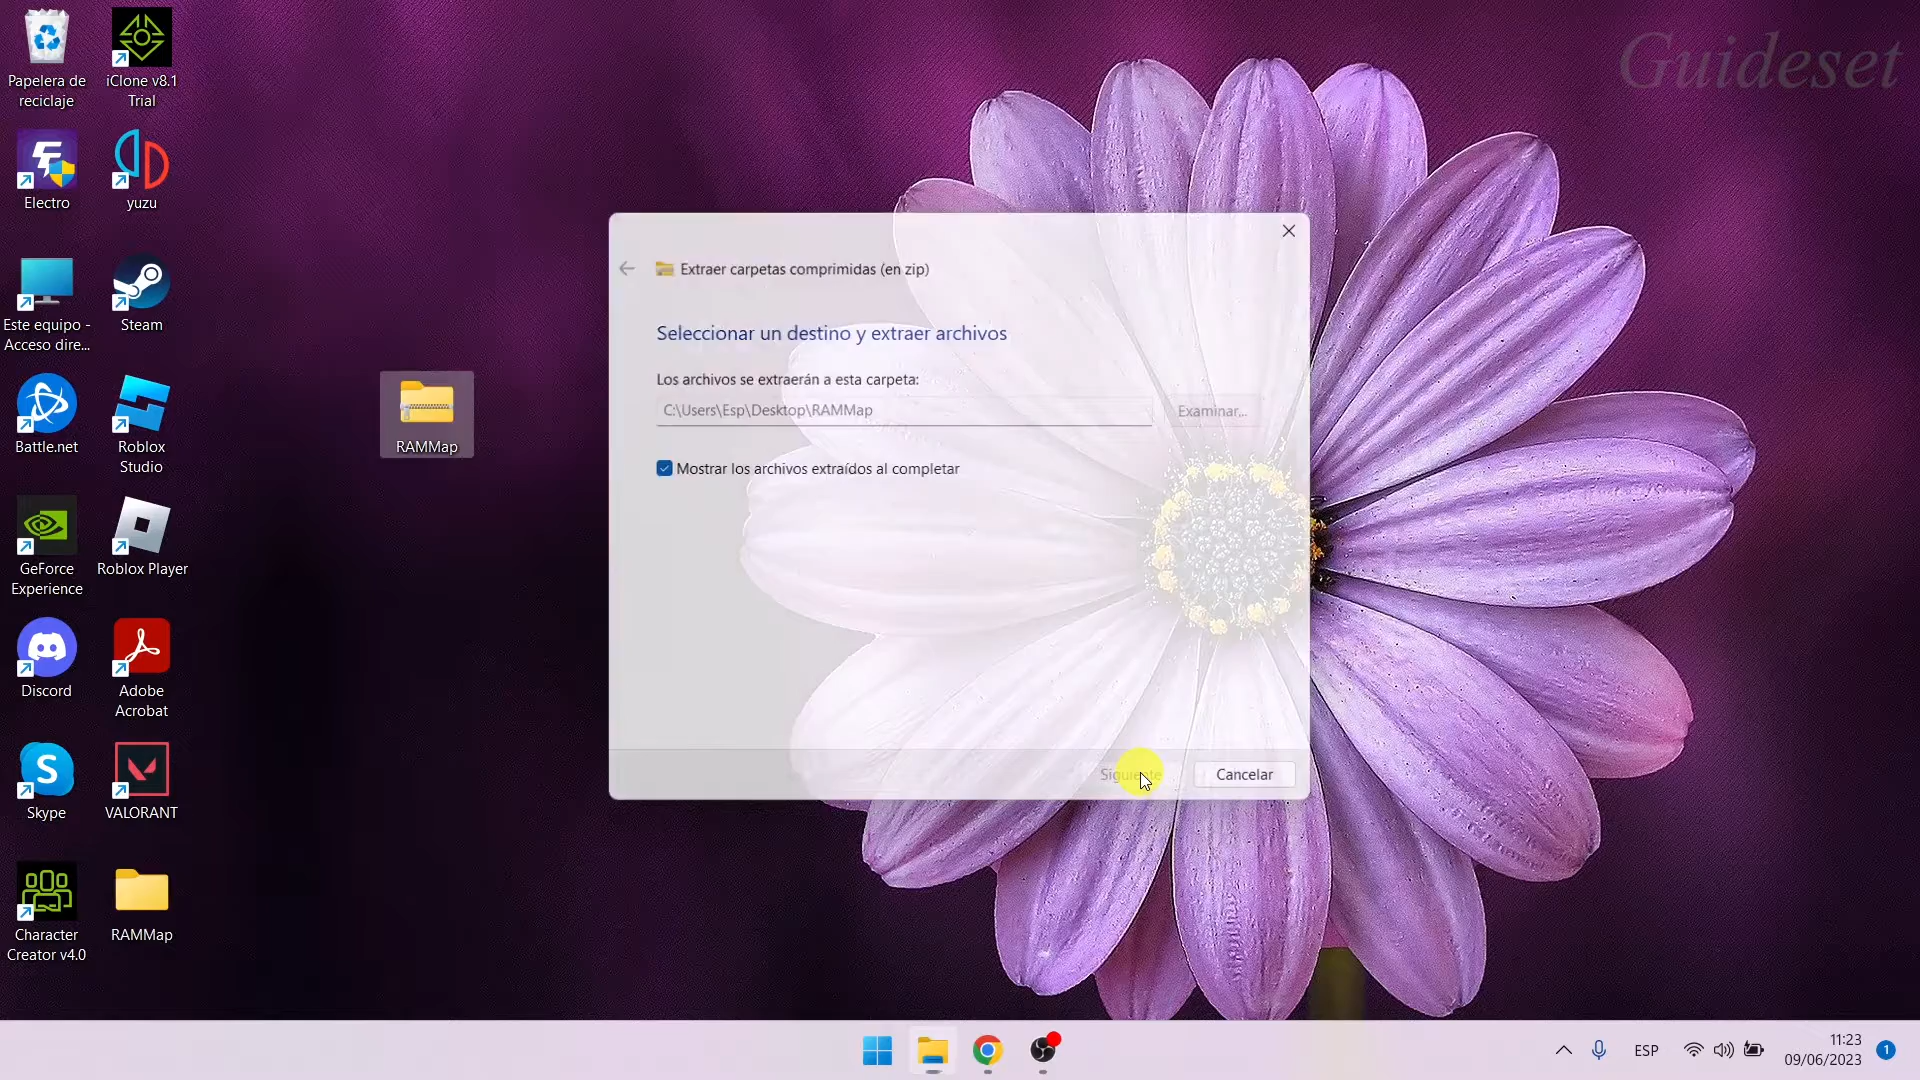 Guideset
Papelera de
reciclaje
iClone v8.1
Trial
Electro
yuzu
Este equipo -
Acceso dire...
Steam
Battle.net
Roblox
Studio
GeForce
Experience
Roblox Player
Discord
Adobe
Acrobat
Skype
VALORANT
Character
Creator v4.0
RAMMap
RAMMap
Extraer carpetas comprimidas (en zip)
Seleccionar un destino y extraer archivos
Los archivos se extraerán a esta carpeta:
C:\Users\Esp\Desktop\RAMMap
Examinar...
Mostrar los archivos extraídos al completar
Siguiente
Cancelar
ESP
11:23
09/06/2023
1